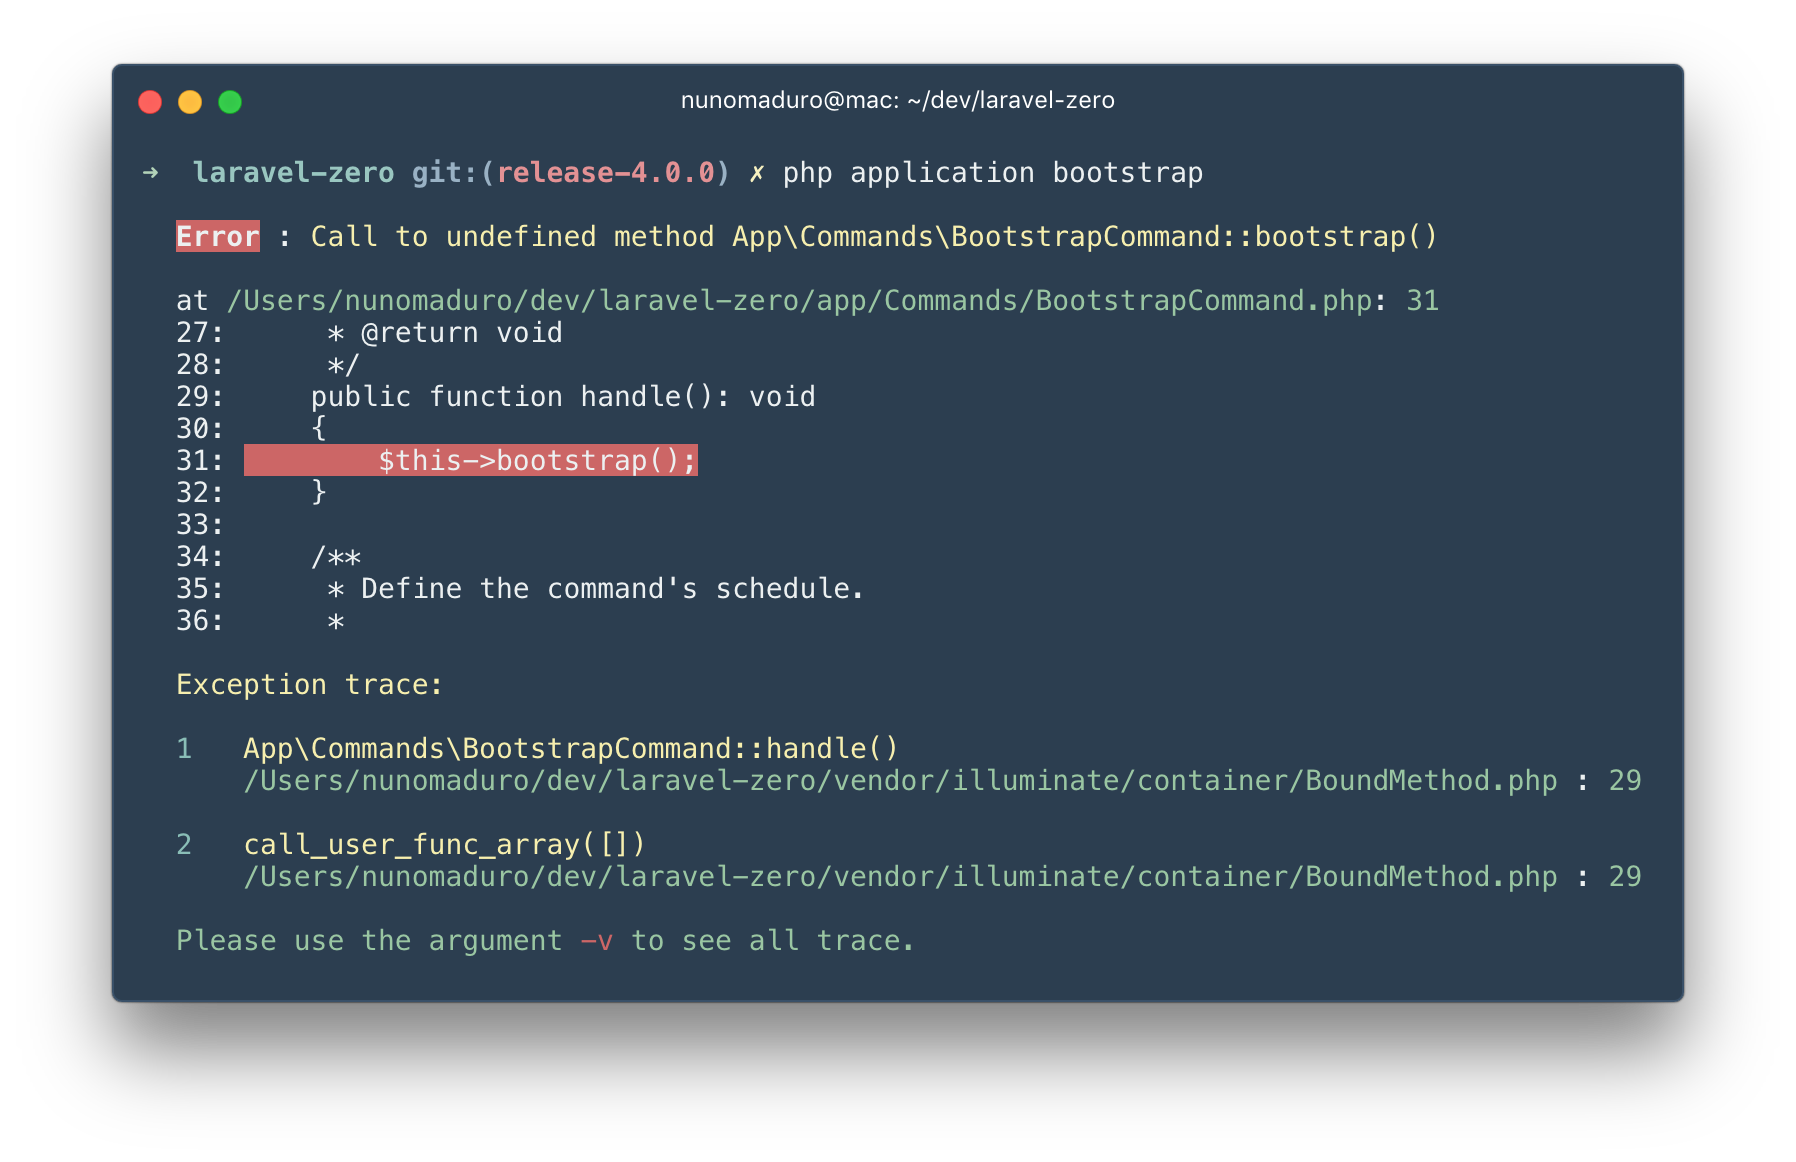 nunomaduro@mac: ~/dev/laravel-zero
➜  laravel-zero git:(release-4.0.0) ✗ php application bootstrap
Error : Call to undefined method App\Commands\BootstrapCommand::bootstrap()
at /Users/nunomaduro/dev/laravel-zero/app/Commands/BootstrapCommand.php: 31
27:      * @return void
28:      */
29:     public function handle(): void
30:     {
31:         $this->bootstrap();
32:     }
33:
34:     /**
35:      * Define the command's schedule.
36:      *
Exception trace:
1   App\Commands\BootstrapCommand::handle()
/Users/nunomaduro/dev/laravel-zero/vendor/illuminate/container/BoundMethod.php : 29
2   call_user_func_array([])
/Users/nunomaduro/dev/laravel-zero/vendor/illuminate/container/BoundMethod.php : 29
Please use the argument -v to see all trace.